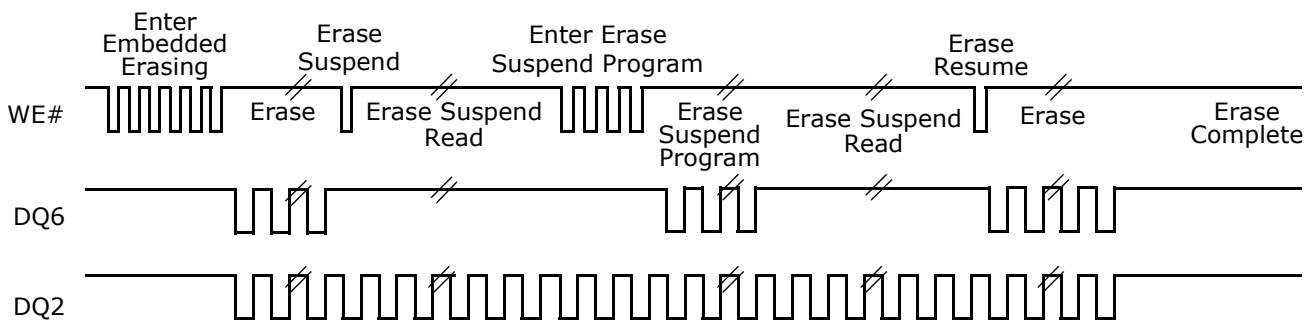 Enter
Embedded
Erasing
Erase
Suspend
Enter Erase
Suspend Program
Erase
Resume
WE#
Erase
Erase Suspend
Read
Erase
Suspend
Program
Erase Suspend
Read
Erase
Erase
Complete
DQ6
DQ2